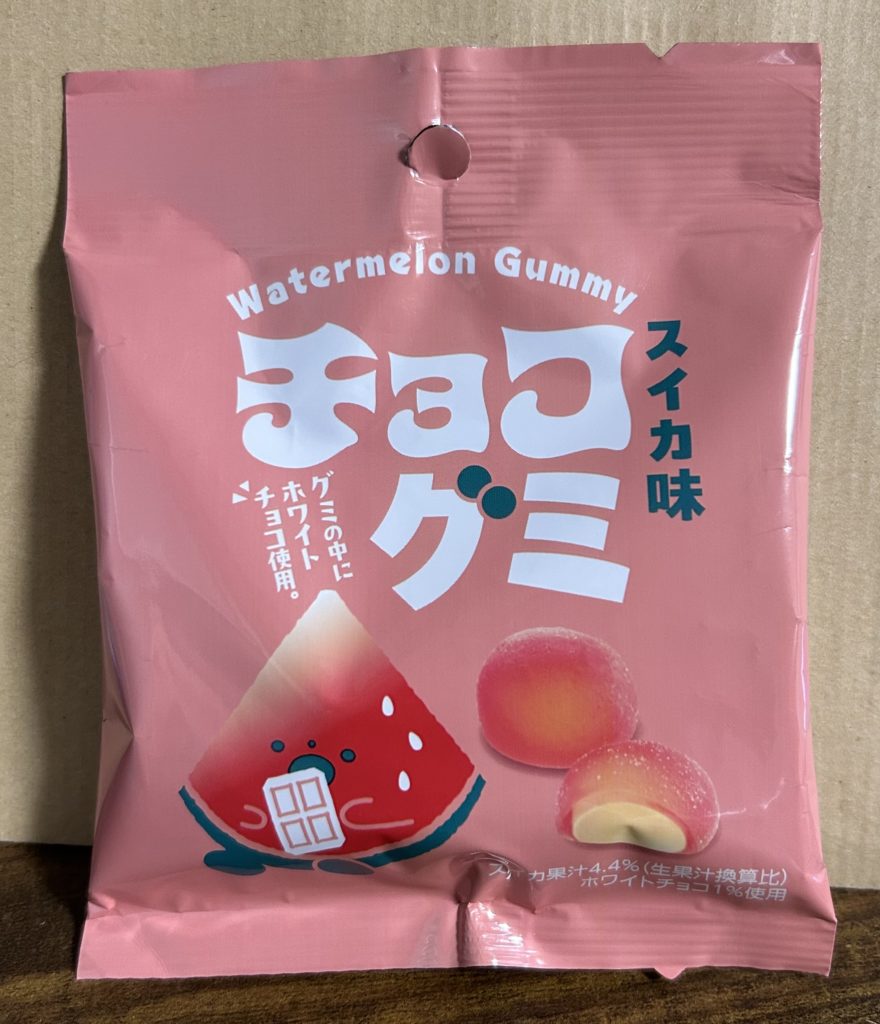 Watermelon Gummy
チョコ
グミ
スイカ味
グミの中に
ホワイト
チョコ使用。
スイカ果汁4.4%(生果汁換算比)
ホワイトチョコ1%使用